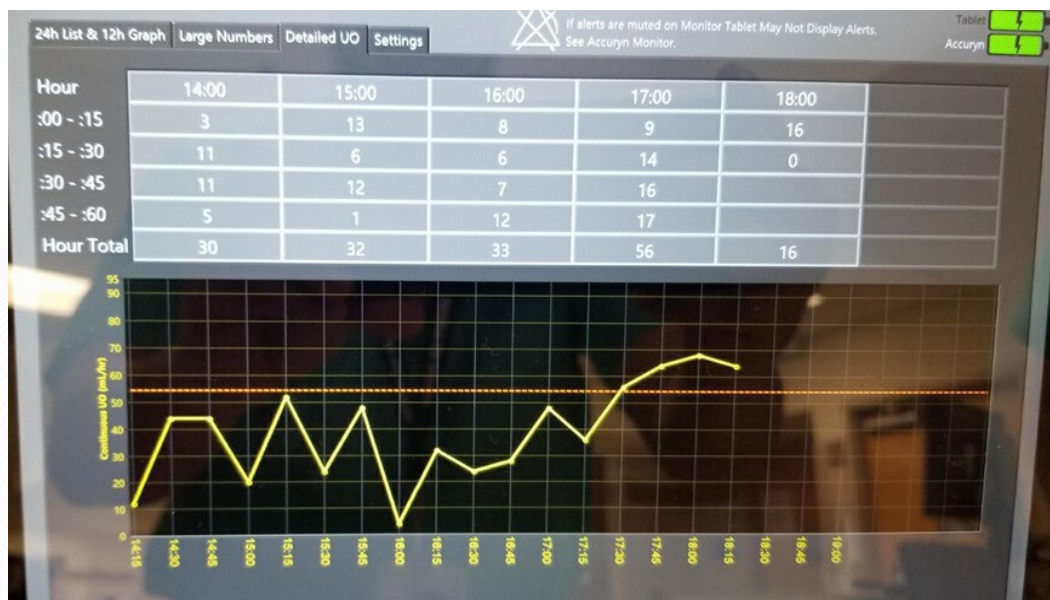 24h List & 12h Graph Large Numbers Detailed UO Settings
If alerts are muted on Monitor Tablet May Not Display Alerts.
See Accuryn Monitor.
Tablet
Accuryn
Hour 14:00 15:00 16:00 17:00 18:00
:00 - :15 3 13 8 9 16
:15 - :30 11 6 6 14 0
:30 - :45 11 12 7 16
:45 - :60 5 1 12 17
Hour Total 30 32 33 56 16
Continuous UO (mL/hr)
95
90
80
70
60
50
40
30
20
10
0
14:15 14:30 14:45 15:00 15:15 15:30 15:45 16:00 16:15 16:30 16:45 17:00 17:15 17:30 17:45 18:00 18:15 18:30 18:45 19:00